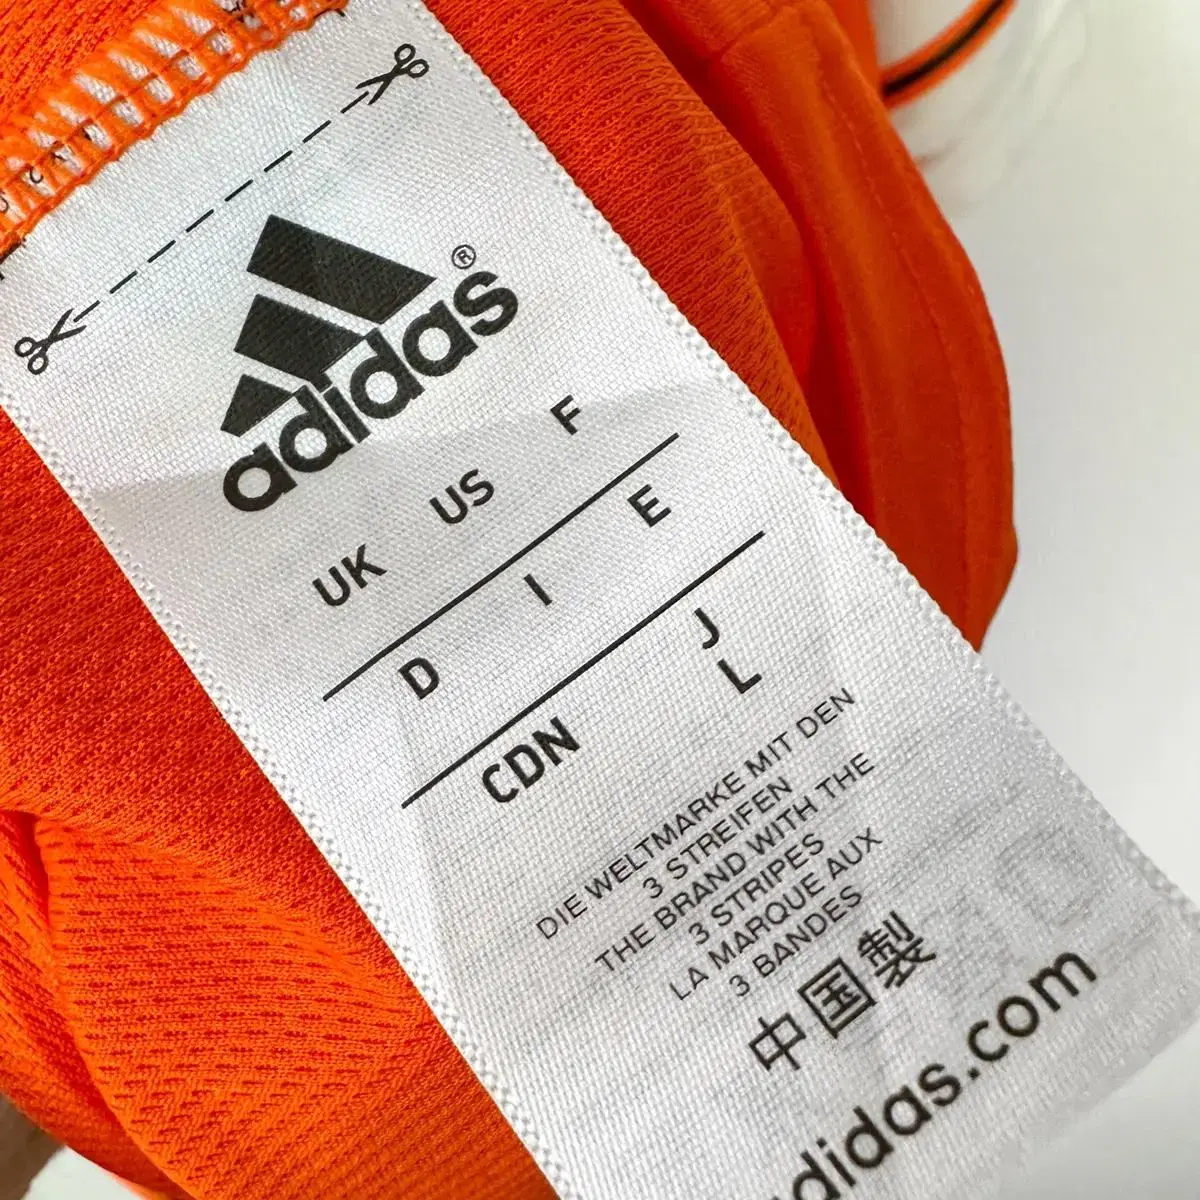 adidas®
UK US F
D I E
CDN J
L
DIE WELTMARKE MIT DEN
3 STREIFEN
THE BRAND WITH THE
3 STRIPES
LA MARQUE AUX
3 BANDES
中国製
adidas.com